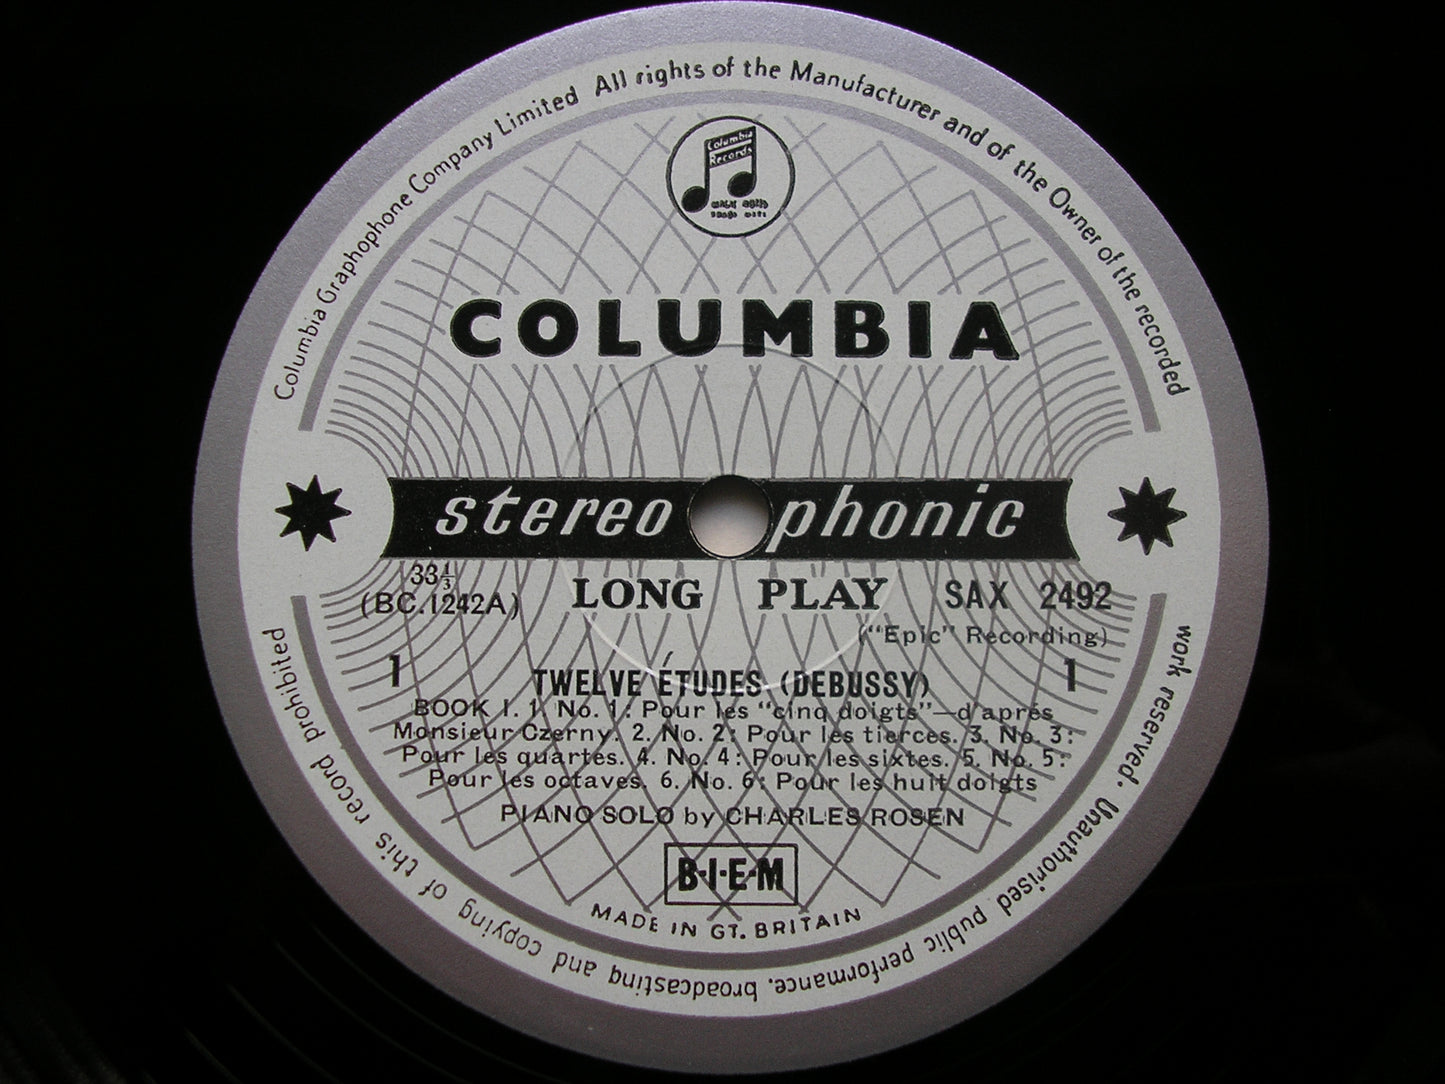 Columbia Graphophone Company Limited All rights of the Manufacturer and of the Owner of the recorded
work reserved. Unauthorised public performance, broadcasting and copying of this record prohibited
Columbia
Records
COLUMBIA
stereophonic
33⅓ LONG PLAY SAX 2492
(BC.1242A)
("Epic" Recording)
1 TWELVE ÉTUDES (DEBUSSY) 1
BOOK 1. 1. No. 1: Pour les "cinq doigts"—d'après
Monsieur Czerny. 2. No. 2: Pour les tierces. 3. No. 3:
Pour les quartes. 4. No. 4: Pour les sixtes. 5. No. 5:
Pour les octaves. 6. No. 6: Pour les huit doigts
PIANO SOLO by CHARLES ROSEN
B·I·E·M
MADE IN GT. BRITAIN